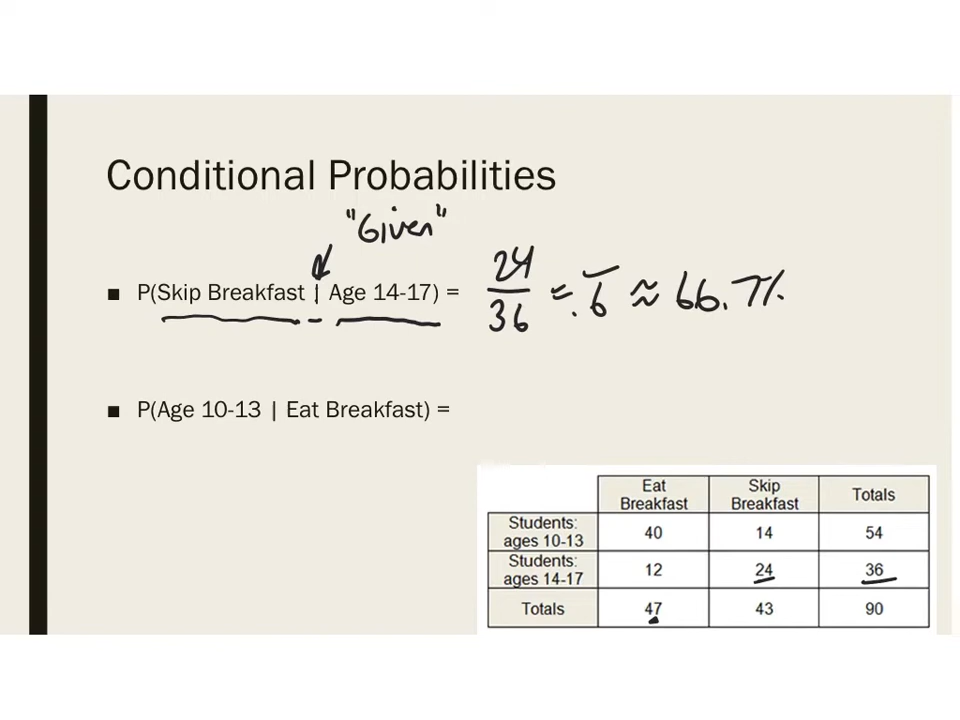 Conditional Probabilities
"Given"
■ P(Skip Breakfast | Age 14-17) = 24/36 = .6̅ ≈ 66.7%
■ P(Age 10-13 | Eat Breakfast) =
Eat Breakfast Skip Breakfast Totals
Students: ages 10-13 40 14 54
Students: ages 14-17 12 24 36
Totals 47 43 90